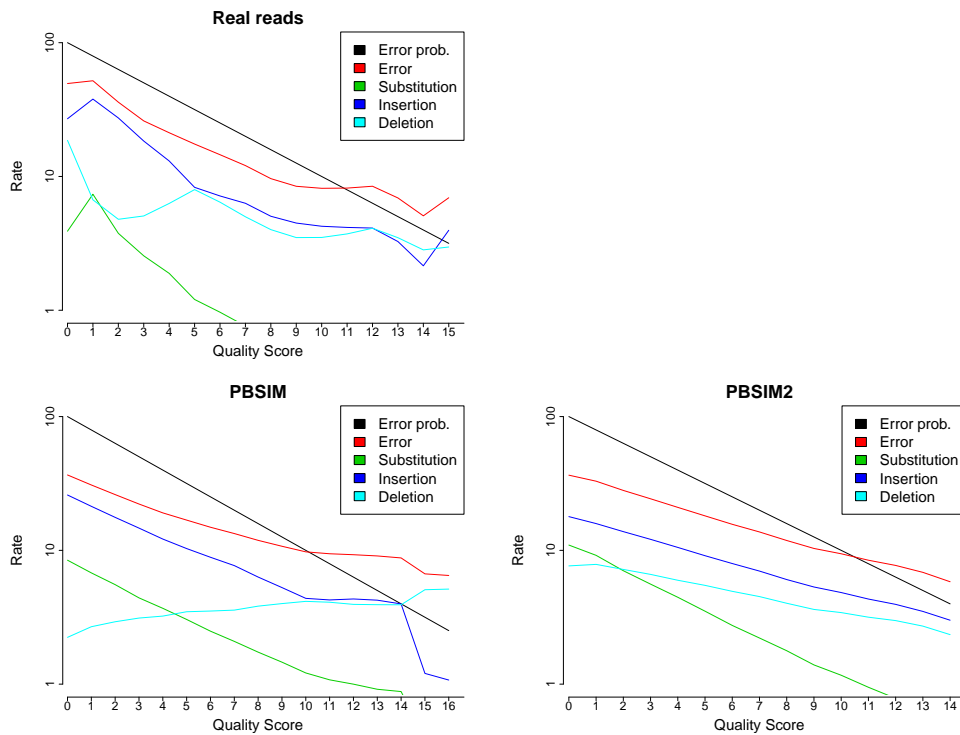 Real reads
100
10
1
Rate
0 1 2 3 4 5 6 7 8 9 10 11 12 13 14 15
Quality Score
Error prob.
Error
Substitution
Insertion
Deletion
PBSIM
100
10
1
Rate
0 1 2 3 4 5 6 7 8 9 10 11 12 13 14 15 16
Quality Score
Error prob.
Error
Substitution
Insertion
Deletion
PBSIM2
100
10
1
Rate
0 1 2 3 4 5 6 7 8 9 10 11 12 13 14
Quality Score
Error prob.
Error
Substitution
Insertion
Deletion